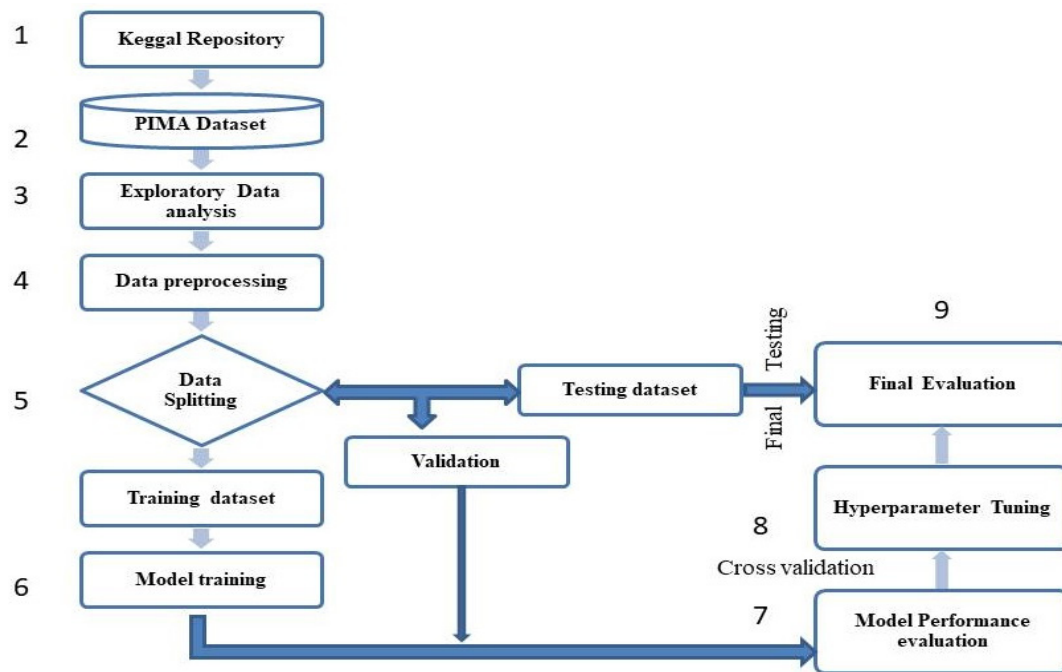 1
Keggal Repository
2
PIMA Dataset
3
Exploratory Data
analysis
4
Data preprocessing
5
Data
Splitting
Testing dataset
Final Testing
9
Final Evaluation
Validation
Training dataset
Hyperparameter Tuning
8
Cross validation
6
Model training
7
Model Performance
evaluation